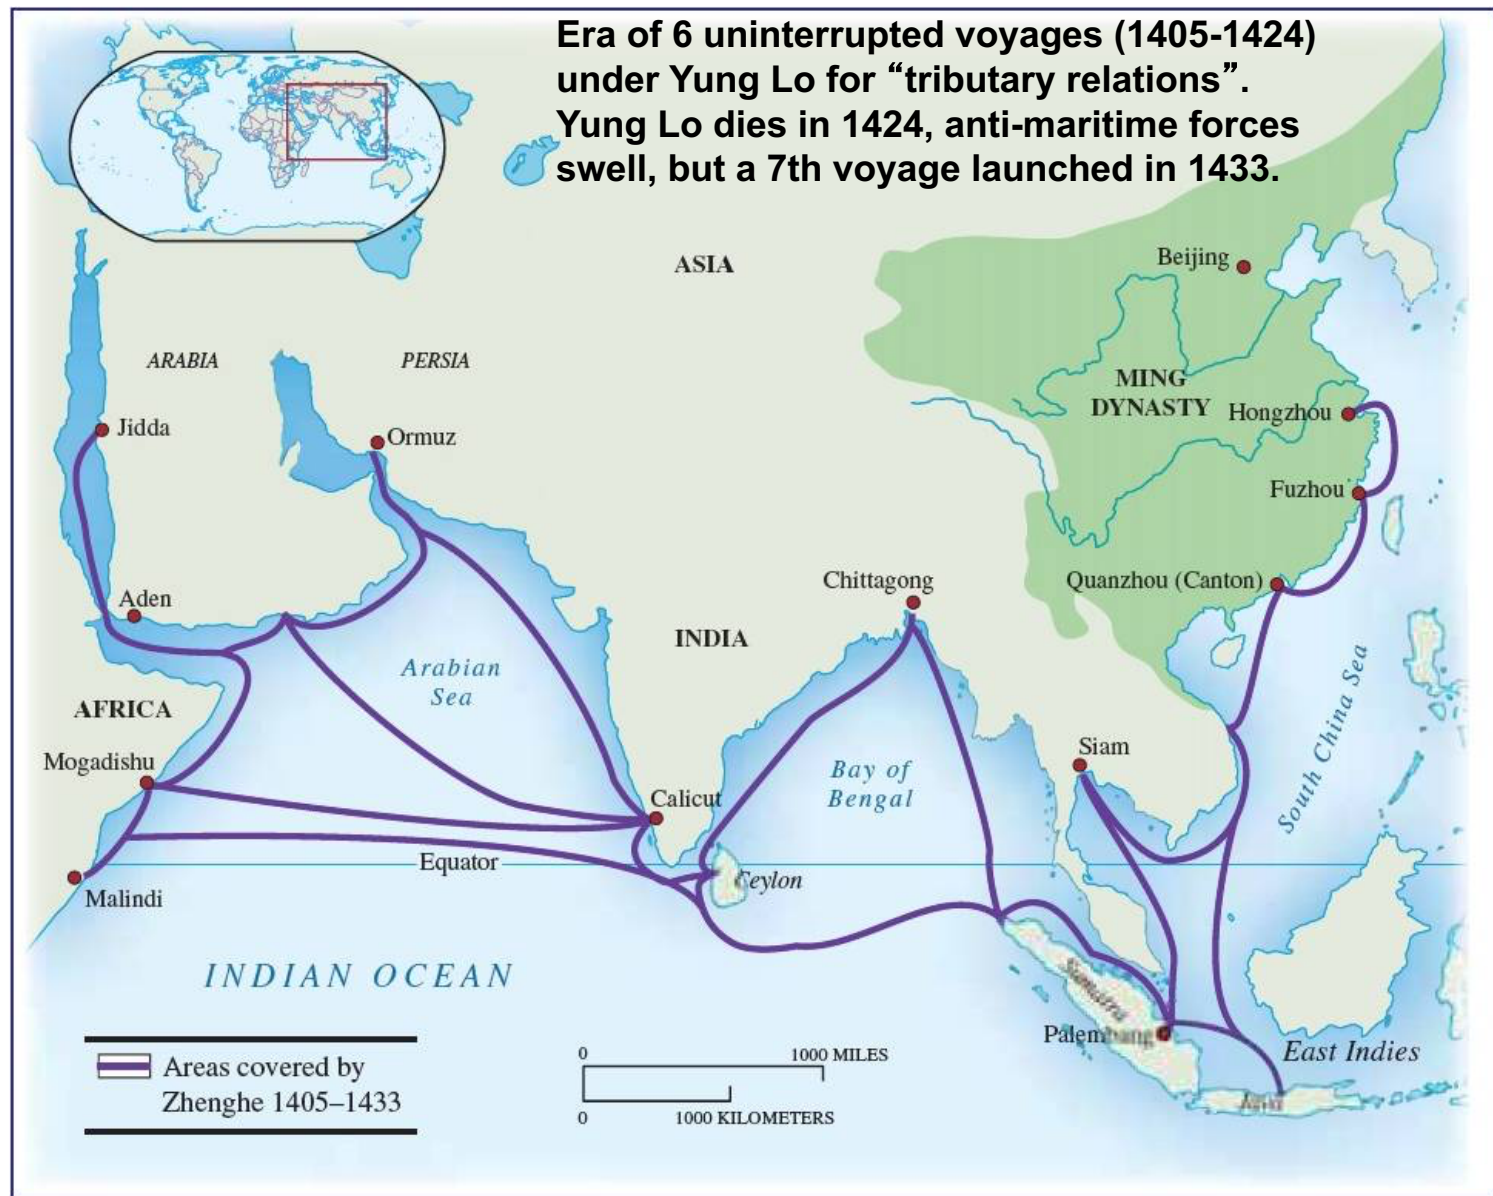 Era of 6 uninterrupted voyages (1405-1424)
under Yung Lo for “tributary relations”.
Yung Lo dies in 1424, anti-maritime forces
swell, but a 7th voyage launched in 1433.
ASIA
Beijing
ARABIA
PERSIA
MING
DYNASTY
Hongzhou
Jidda
Ormuz
Fuzhou
Chittagong
Quanzhou (Canton)
Aden
INDIA
Arabian
Sea
South China Sea
AFRICA
Mogadishu
Siam
Bay of
Bengal
Calicut
Equator
Ceylon
Malindi
INDIAN OCEAN
Sumatra
Palembang
East Indies
Java
Areas covered by
Zhenghe 1405–1433
0 1000 MILES
0 1000 KILOMETERS